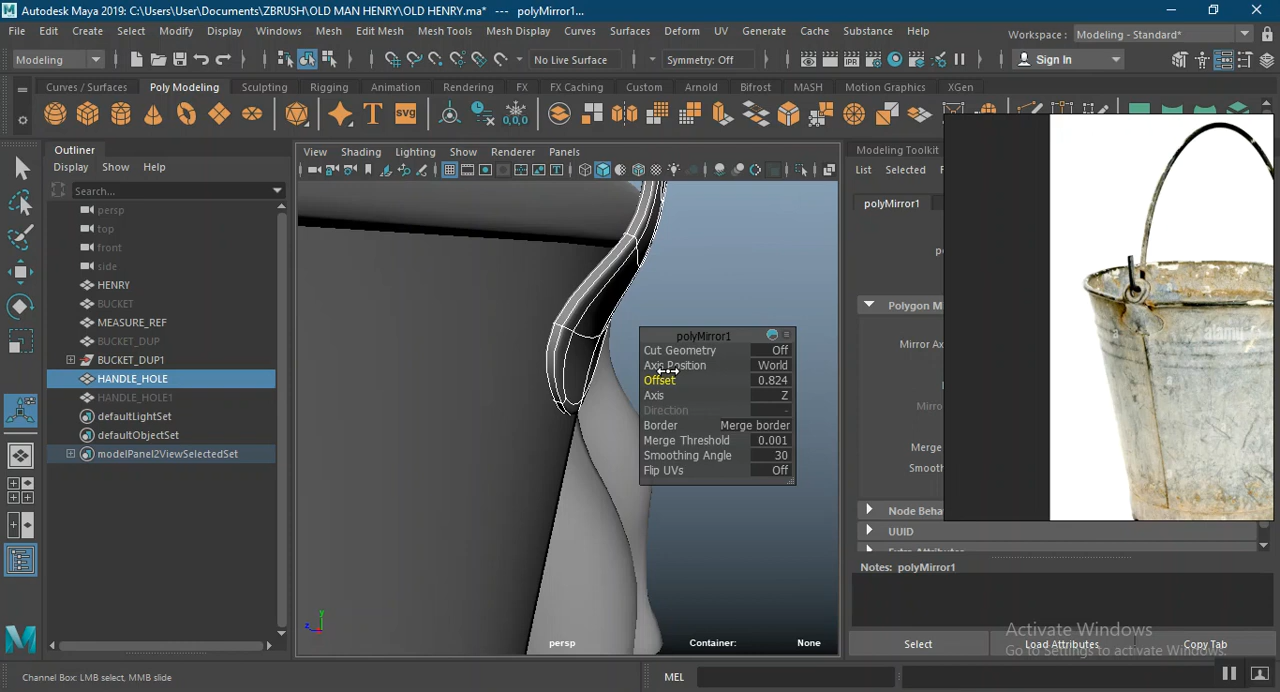 Autodesk Maya 2019: C:\Users\User\Documents\ZBRUSH\OLD MAN HENRY\OLD HENRY.ma* --- polyMirror1...
File Edit Create Select Modify Display Windows Mesh Edit Mesh Mesh Tools Mesh Display Curves Surfaces Deform UV Generate Cache Substance Help
Workspace : Modeling - Standard*
Modeling No Live Surface Symmetry: Off Sign In
Curves / Surfaces Poly Modeling Sculpting Rigging Animation Rendering FX FX Caching Custom Arnold Bifrost MASH Motion Graphics XGen
T svg 0,0,0
Outliner
Display Show Help
Search...
persp
top
front
side
HENRY
BUCKET
MEASURE_REF
BUCKET_DUP
BUCKET_DUP1
HANDLE_HOLE
HANDLE_HOLE1
defaultLightSet
defaultObjectSet
modelPanel2ViewSelectedSet
View Shading Lighting Show Renderer Panels
polyMirror1
Cut Geometry Off
Axis Position World
Offset 0.824
Axis Z
Direction -
Border Merge border
Merge Threshold 0.001
Smoothing Angle 30
Flip UVs Off
persp
Container: None
Modeling Toolkit
List Selected
polyMirror1
Polygon M
Mirror Ax
Mirro
Merge
Smoot
Node Beha
UUID
alamy
Notes: polyMirror1
Select Load Attributes Copy Tab
Activate Windows
Go to Settings to activate Windows.
Channel Box: LMB select, MMB slide
MEL